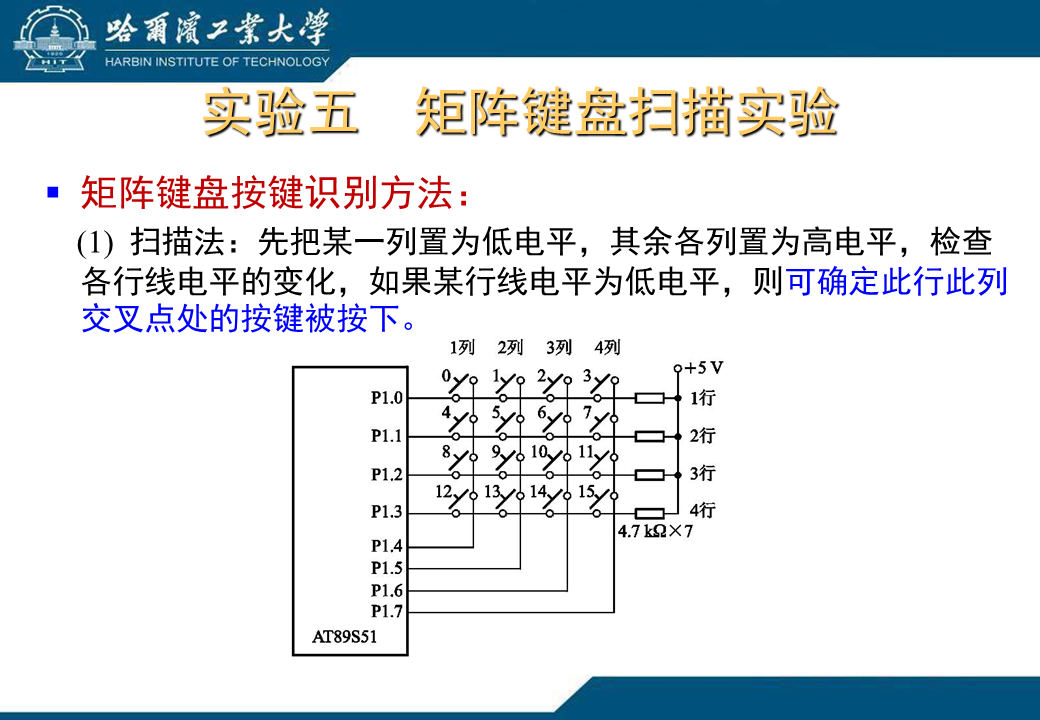 哈爾濱工業大學
HARBIN INSTITUTE OF TECHNOLOGY
实验五 矩阵键盘扫描实验
矩阵键盘按键识别方法：
(1) 扫描法：先把某一列置为低电平，其余各列置为高电平，检查
各行线电平的变化，如果某行线电平为低电平，则可确定此行此列
交叉点处的按键被按下。
1列 2列 3列 4列
+5 V
0 1 2 3
P1.0 1行
4 5 6 7
P1.1 2行
8 9 10 11
P1.2 3行
12 13 14 15
P1.3 4行
4.7 kΩ×7
P1.4
P1.5
P1.6
P1.7
AT89S51